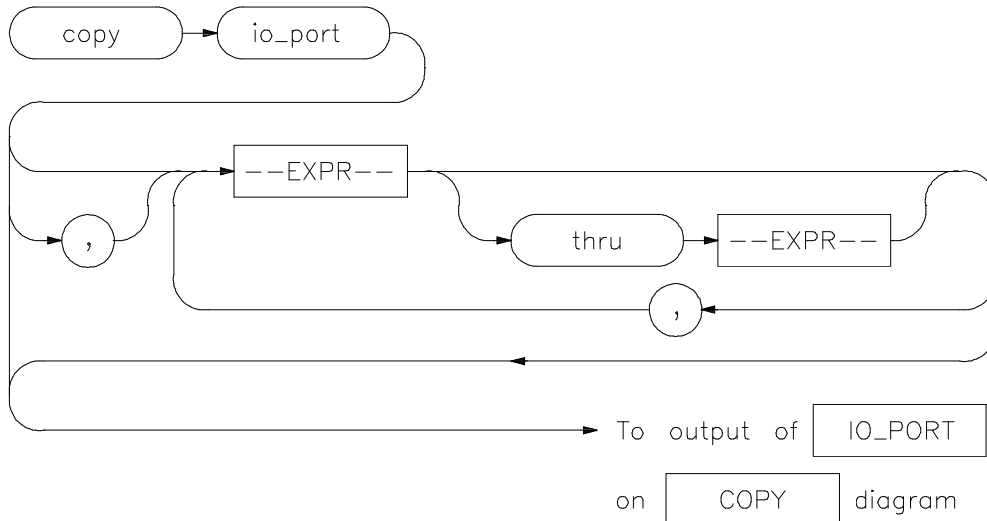 copy io_port
--EXPR--
, thru --EXPR--
,
To output of IO_PORT
on COPY diagram